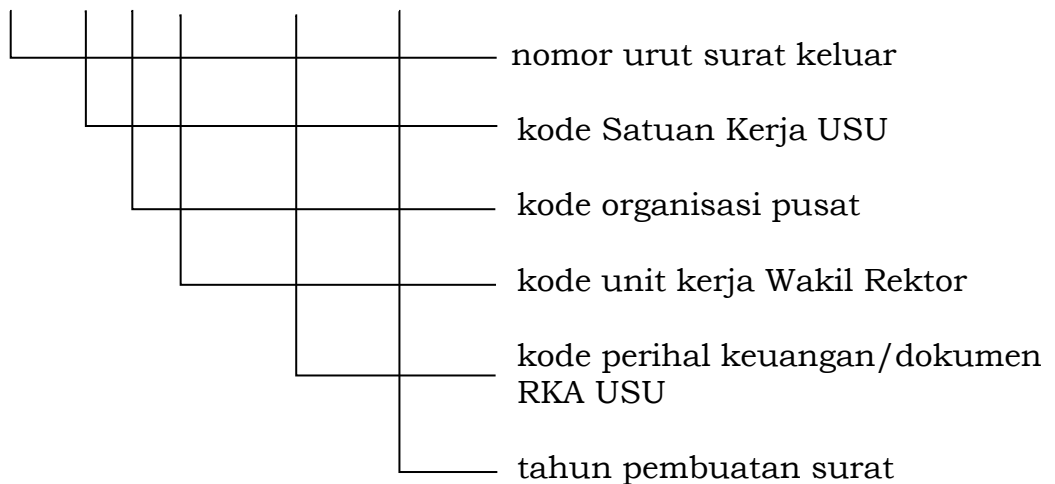 nomor urut surat keluar
kode Satuan Kerja USU
kode organisasi pusat
kode unit kerja Wakil Rektor
kode perihal keuangan/dokumen
RKA USU
tahun pembuatan surat